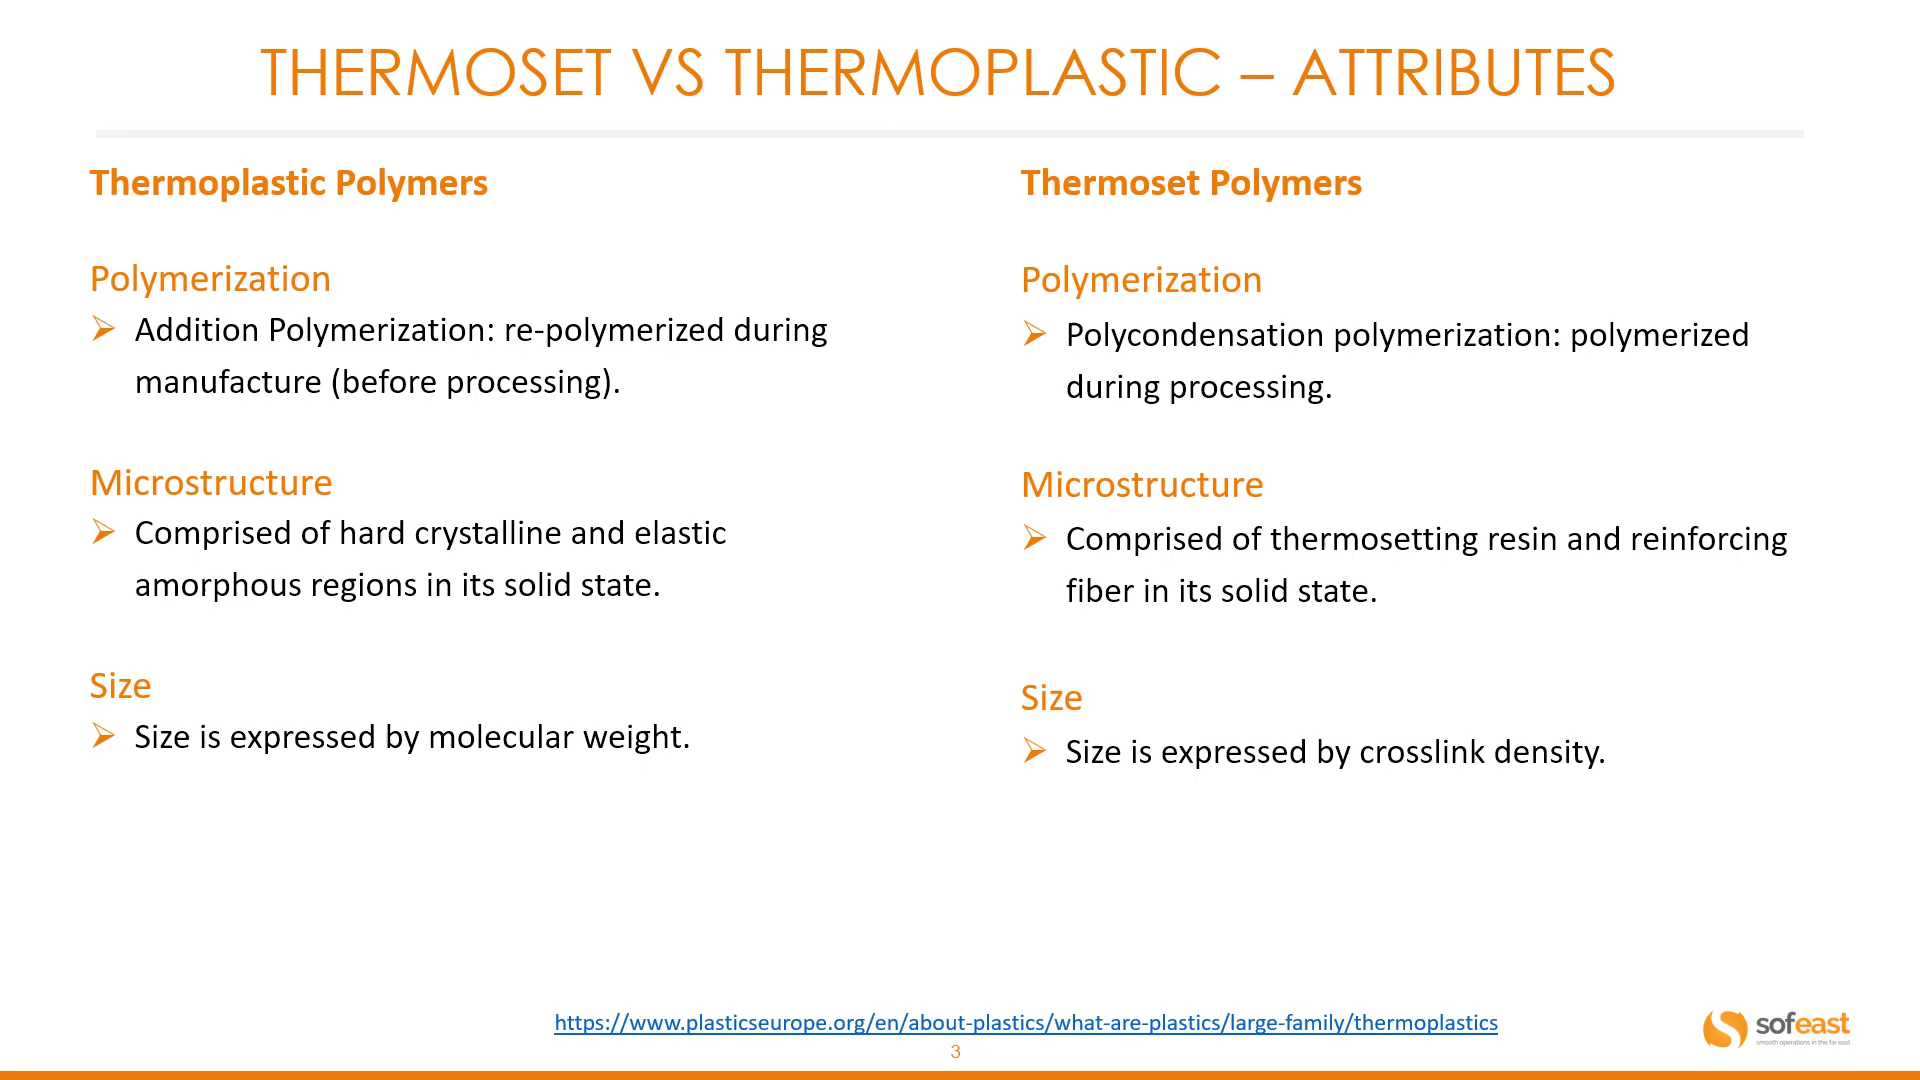 THERMOSET VS THERMOPLASTIC – ATTRIBUTES
Thermoplastic Polymers
Polymerization
Addition Polymerization: re-polymerized during
manufacture (before processing).
Microstructure
Comprised of hard crystalline and elastic
amorphous regions in its solid state.
Size
Size is expressed by molecular weight.
Thermoset Polymers
Polymerization
Polycondensation polymerization: polymerized
during processing.
Microstructure
Comprised of thermosetting resin and reinforcing
fiber in its solid state.
Size
Size is expressed by crosslink density.
https://www.plasticseurope.org/en/about-plastics/what-are-plastics/large-family/thermoplastics
3
sofeast
smooth operations in the far east